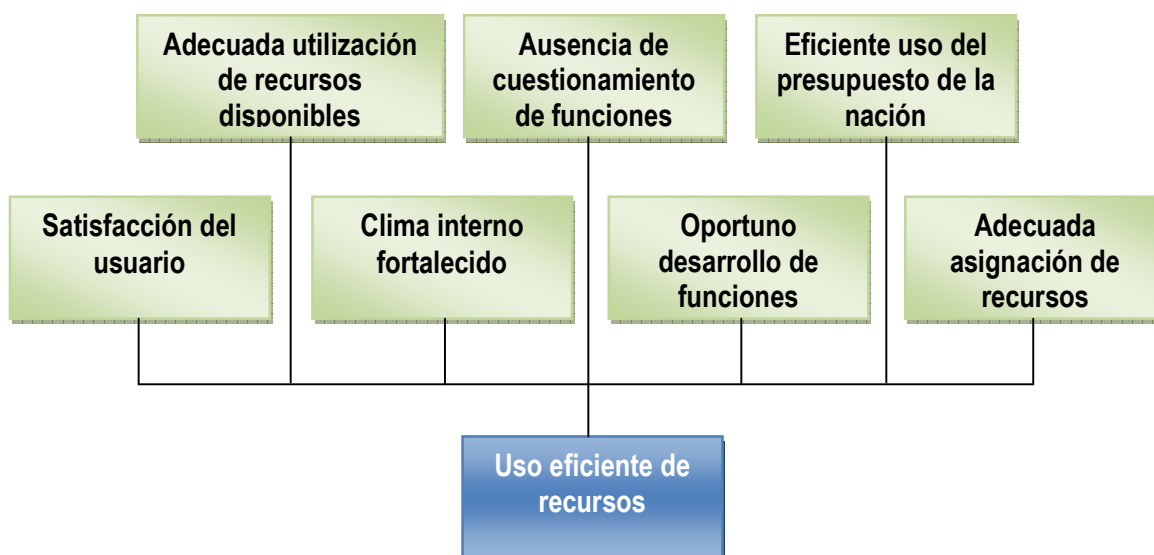 Adecuada utilización
de recursos
disponibles
Ausencia de
cuestionamiento
de funciones
Eficiente uso del
presupuesto de la
nación
Satisfacción del
usuario
Clima interno
fortalecido
Oportuno
desarrollo de
funciones
Adecuada
asignación de
recursos
Uso eficiente de
recursos